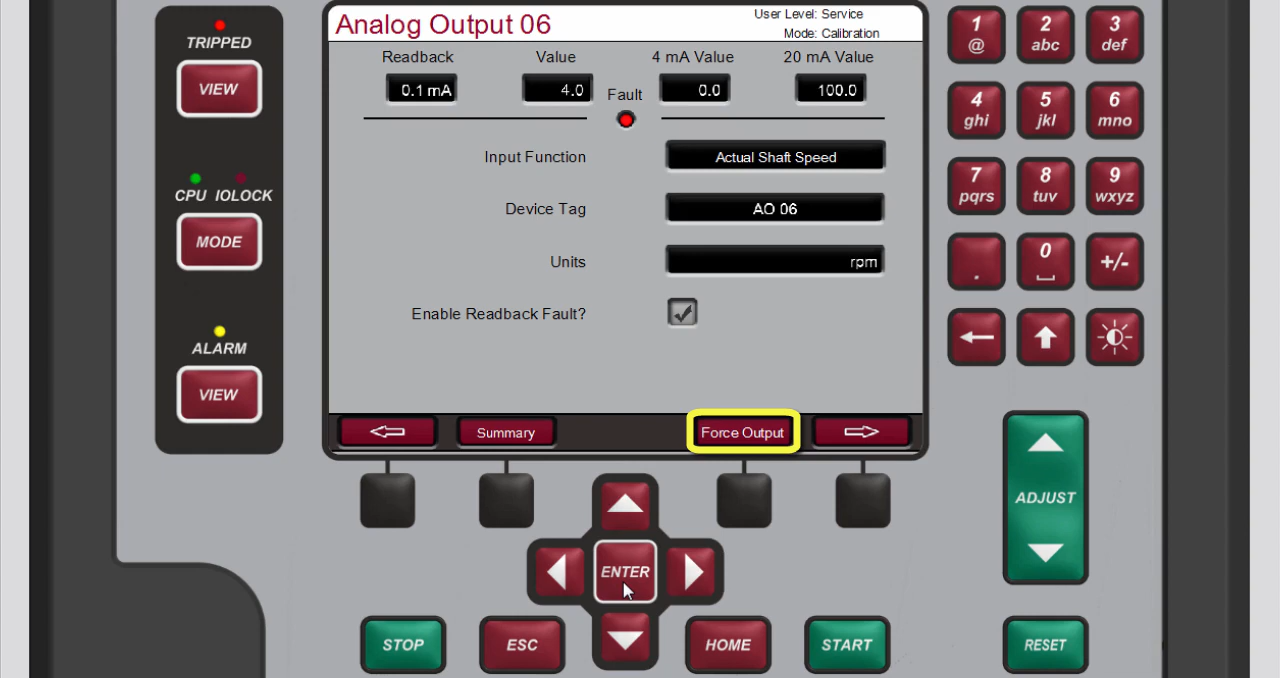 Analog Output 06
User Level: Service
Mode: Calibration
Readback
Value
4 mA Value
20 mA Value
0.1 mA
4.0
Fault
0.0
100.0
Input Function
Actual Shaft Speed
Device Tag
AO 06
Units
rpm
Enable Readback Fault?
Summary
Force Output
TRIPPED
VIEW
CPU IOLOCK
MODE
ALARM
VIEW
1
@
2
abc
3
def
4
ghi
5
jkl
6
mno
7
pqrs
8
tuv
9
wxyz
.
0
+/-
ADJUST
ENTER
STOP
ESC
HOME
START
RESET